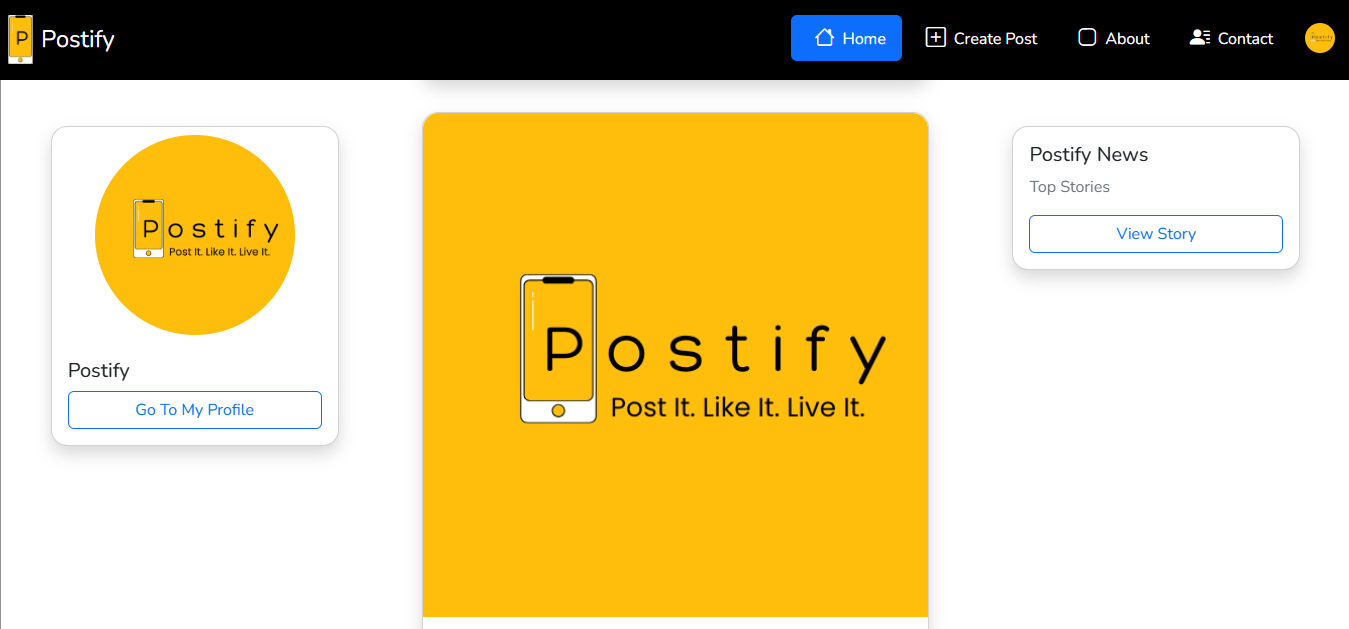 P Postify
Home
Create Post
About
Contact
Postify
Post It. Like It. Live It.
Postify
Go To My Profile
Postify
Post It. Like It. Live It.
Postify News
Top Stories
View Story